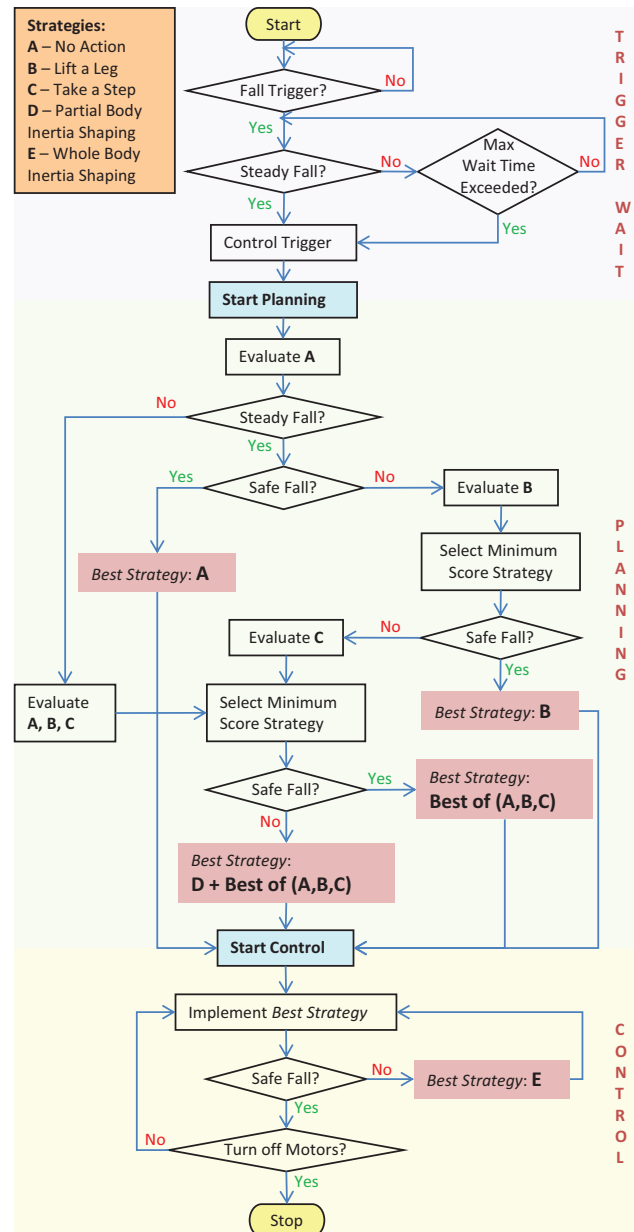 Strategies:
A – No Action
B – Lift a Leg
C – Take a Step
D – Partial Body
Inertia Shaping
E – Whole Body
Inertia Shaping
Start
Fall Trigger?
No
Yes
Steady Fall?
No
Max
Wait Time
Exceeded?
No
Yes
Yes
Control Trigger
TRIGGER WAIT
Start Planning
Evaluate A
No
Steady Fall?
Yes
Yes
Safe Fall?
No
Evaluate B
Best Strategy: A
Select Minimum
Score Strategy
Evaluate C
No
Safe Fall?
Yes
Evaluate
A, B, C
Select Minimum
Score Strategy
Best Strategy: B
Safe Fall?
Yes
Best Strategy:
Best of (A,B,C)
No
Best Strategy:
D + Best of (A,B,C)
PLANNING
Start Control
Implement Best Strategy
Safe Fall?
No
Best Strategy: E
Yes
No
Turn off Motors?
Yes
Stop
CONTROL